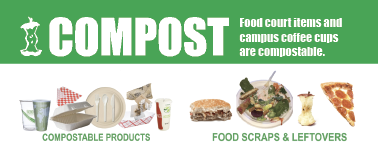 COMPOST
Food court items and
campus coffee cups
are compostable.
COMPOSTABLE PRODUCTS
FOOD SCRAPS & LEFTOVERS